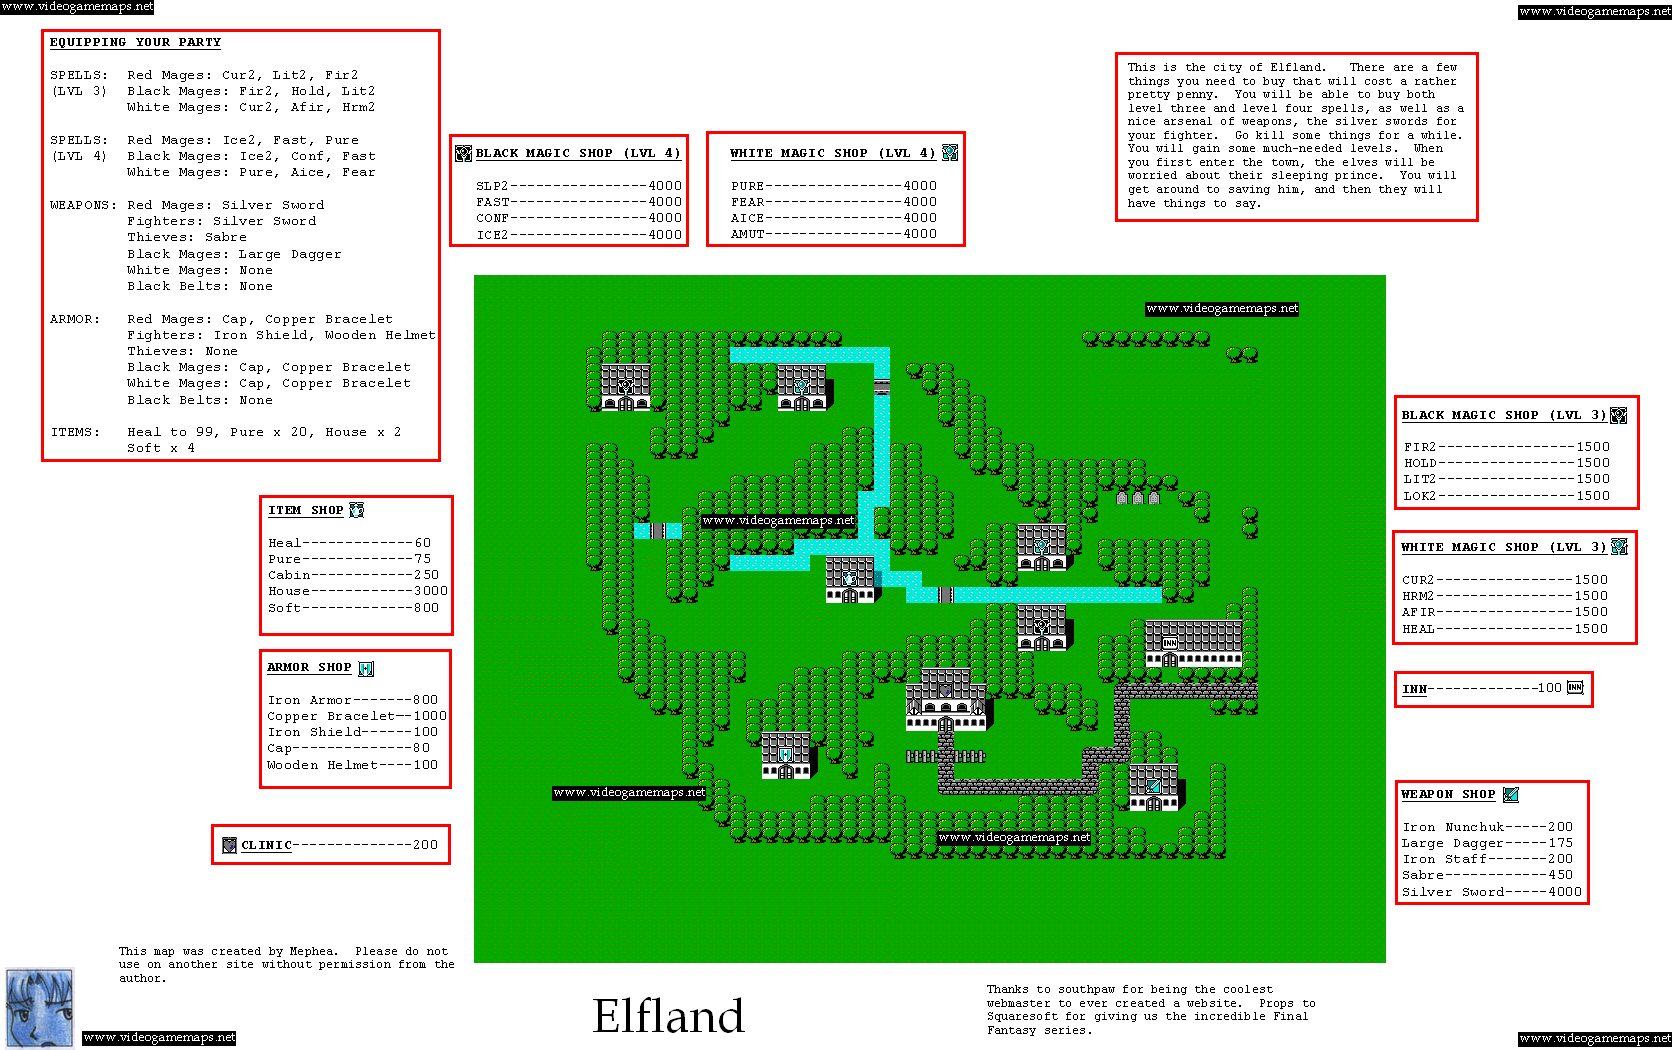 www.videogamemaps.net
www.videogamemaps.net
EQUIPPING YOUR PARTY
SPELLS: Red Mages: Cur2, Lit2, Fir2
(LVL 3) Black Mages: Fir2, Hold, Lit2
White Mages: Cur2, Afir, Hrm2
SPELLS: Red Mages: Ice2, Fast, Pure
(LVL 4) Black Mages: Ice2, Conf, Fast
White Mages: Pure, Aice, Fear
WEAPONS: Red Mages: Silver Sword
Fighters: Silver Sword
Thieves: Sabre
Black Mages: Large Dagger
White Mages: None
Black Belts: None
ARMOR: Red Mages: Cap, Copper Bracelet
Fighters: Iron Shield, Wooden Helmet
Thieves: None
Black Mages: Cap, Copper Bracelet
White Mages: Cap, Copper Bracelet
Black Belts: None
ITEMS: Heal to 99, Pure x 20, House x 2
Soft x 4
BLACK MAGIC SHOP (LVL 4)
SLP2----------------4000
FAST----------------4000
CONF----------------4000
ICE2----------------4000
WHITE MAGIC SHOP (LVL 4)
PURE----------------4000
FEAR----------------4000
AICE----------------4000
AMUT----------------4000
This is the city of Elfland. There are a few
things you need to buy that will cost a rather
pretty penny. You will be able to buy both
level three and level four spells, as well as a
nice arsenal of weapons, the silver swords for
your fighter. Go kill some things for a while.
You will gain some much-needed levels. When
you first enter the town, the elves will be
worried about their sleeping prince. You will
get around to saving him, and then they will
have things to say.
www.videogamemaps.net
www.videogamemaps.net
INN
www.videogamemaps.net
www.videogamemaps.net
BLACK MAGIC SHOP (LVL 3)
FIR2----------------1500
HOLD----------------1500
LIT2----------------1500
LOK2----------------1500
WHITE MAGIC SHOP (LVL 3)
CUR2----------------1500
HRM2----------------1500
AFIR----------------1500
HEAL----------------1500
INN-------------100 INN
WEAPON SHOP
Iron Nunchuk-----200
Large Dagger-----175
Iron Staff-------200
Sabre------------450
Silver Sword-----4000
ITEM SHOP
Heal-------------60
Pure-------------75
Cabin------------250
House------------3000
Soft-------------800
ARMOR SHOP
Iron Armor-------800
Copper Bracelet--1000
Iron Shield------100
Cap--------------80
Wooden Helmet----100
CLINIC--------------200
This map was created by Mephea. Please do not
use on another site without permission from the
author.
www.videogamemaps.net
Elfland
Thanks to southpaw for being the coolest
webmaster to ever created a website. Props to
Squaresoft for giving us the incredible Final
Fantasy series.
www.videogamemaps.net